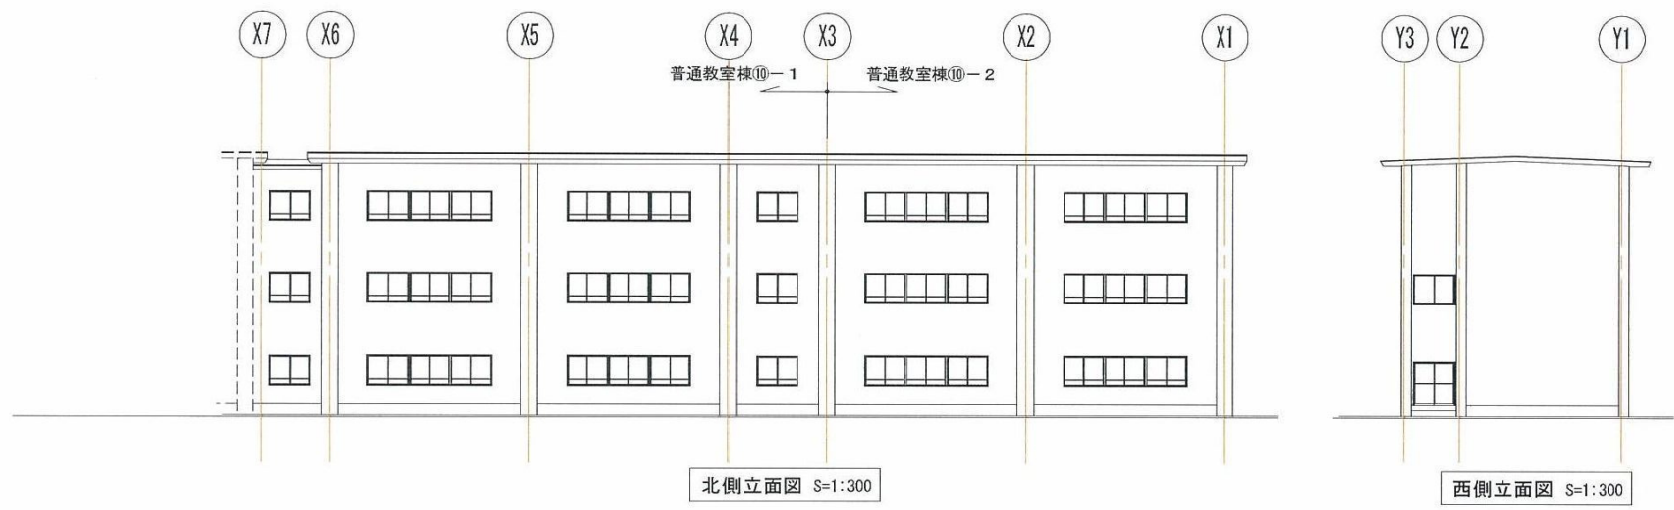 X7 X6 X5 X4 X3 X2 X1 Y3 Y2 Y1
普通教室棟⑩－1 普通教室棟⑩－2
北側立面図 S=1:300
西側立面図 S=1:300